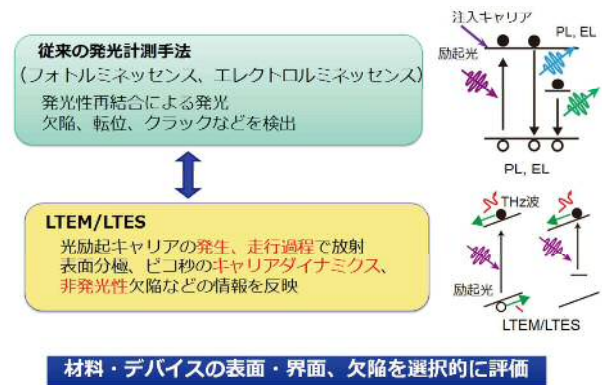 従来の発光計測手法
(フォトルミネッセンス、エレクトロルミネッセンス)
発光性再結合による発光
欠陥、転位、クラックなどを検出
注入キャリア
励起光
PL, EL
PL, EL
LTEM/LTES
光励起キャリアの発生、走行過程で放射
表面分極、ピコ秒のキャリアダイナミクス、
非発光性欠陥などの情報を反映
THz波
励起光
LTEM/LTES
材料・デバイスの表面・界面、欠陥を選択的に評価